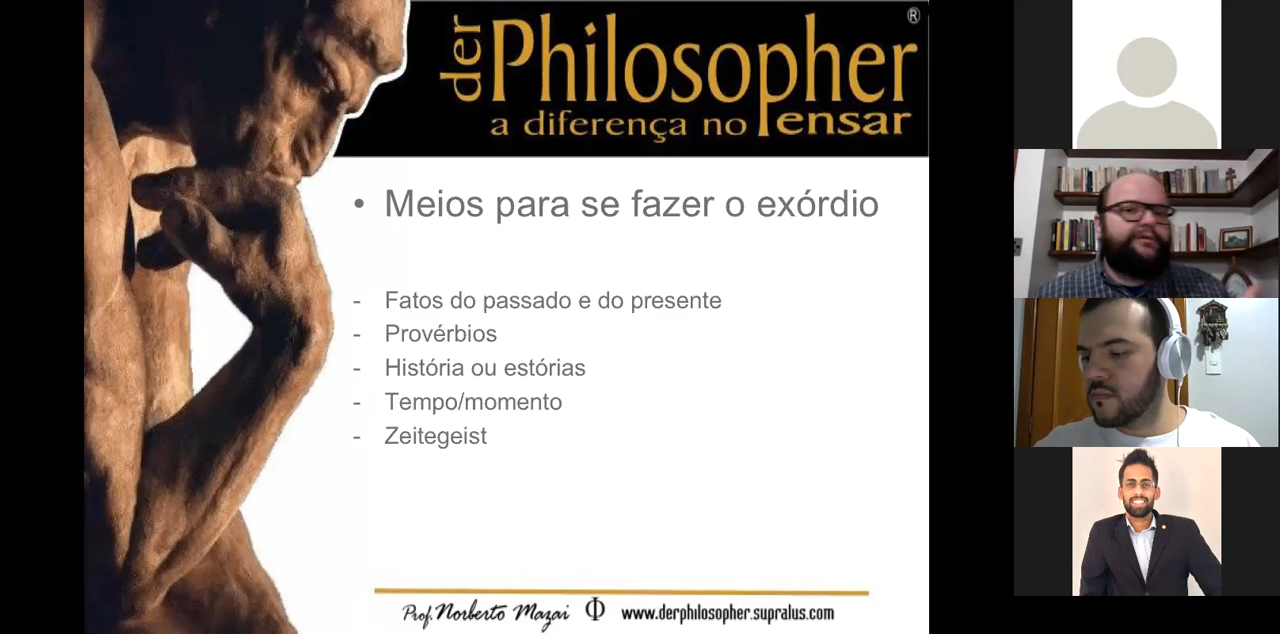 der Philosopher ®
a diferença no Pensar
• Meios para se fazer o exórdio
- Fatos do passado e do presente
- Provérbios
- História ou estórias
- Tempo/momento
- Zeitegeist
Prof. Norberto Mazai Φ www.derphilosopher.supralus.com